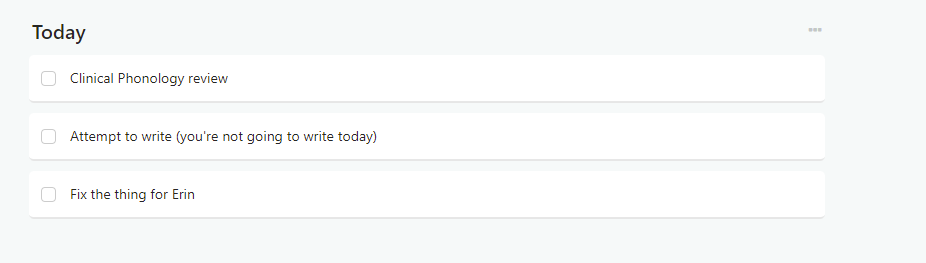 Today
Clinical Phonology review
Attempt to write (you're not going to write today)
Fix the thing for Erin